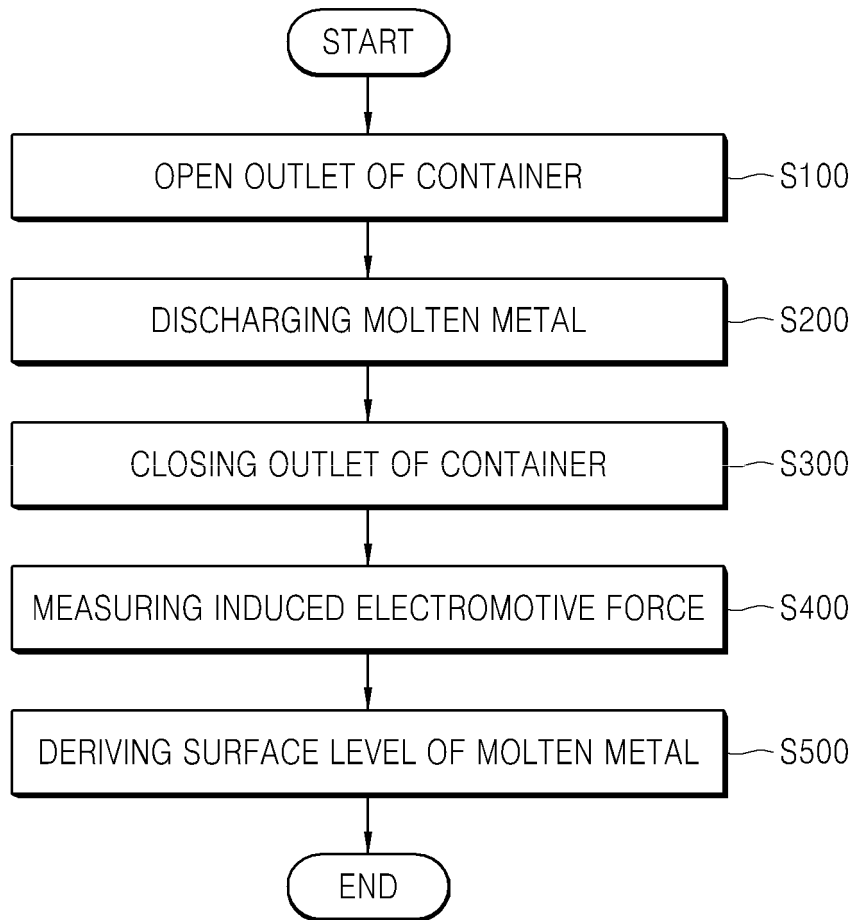 START
OPEN OUTLET OF CONTAINER
S100
DISCHARGING MOLTEN METAL
S200
CLOSING OUTLET OF CONTAINER
S300
MEASURING INDUCED ELECTROMOTIVE FORCE
S400
DERIVING SURFACE LEVEL OF MOLTEN METAL
S500
END